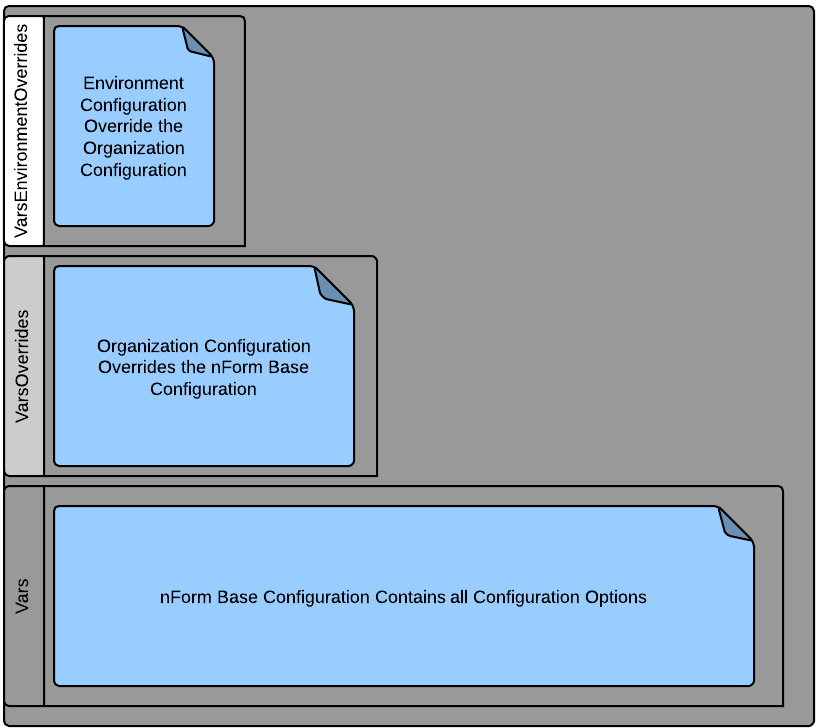 VarsEnvironmentOverrides
Environment
Configuration
Override the
Organization
Configuration
VarsOverrides
Organization Configuration
Overrides the nForm Base
Configuration
Vars
nForm Base Configuration Contains all Configuration Options